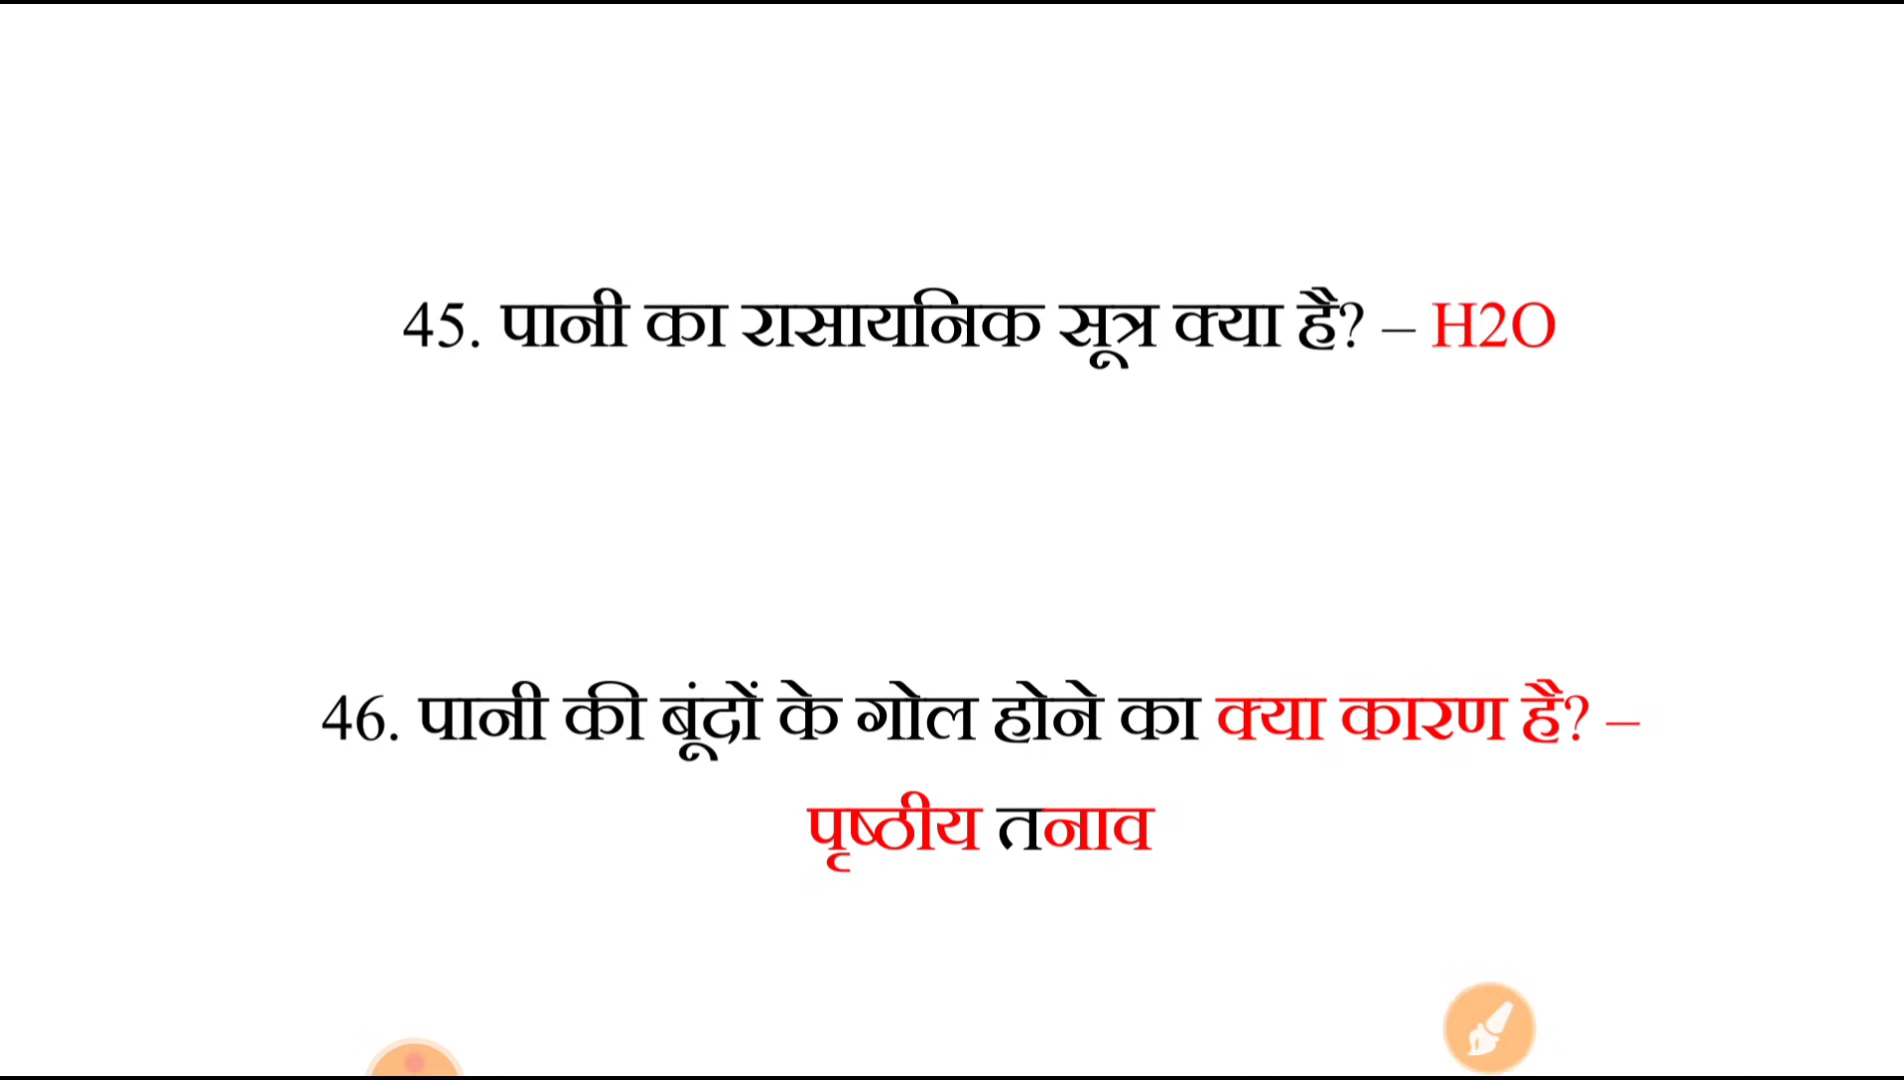 45. पानी का रासायनिक सूत्र क्या है? – H2O
46. पानी की बूंदों के गोल होने का क्या कारण है? –
पृष्ठीय तनाव